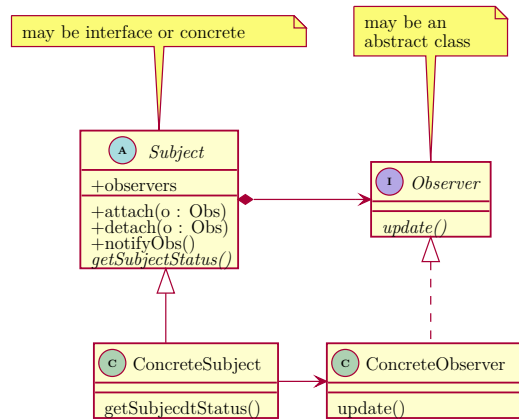 may be interface or concrete
may be an
abstract class
A Subject
+observers
+attach(o : Obs)
+detach(o : Obs)
+notifyObs()
getSubjectStatus()
I Observer
update()
C ConcreteSubject
getSubjecdtStatus()
C ConcreteObserver
update()